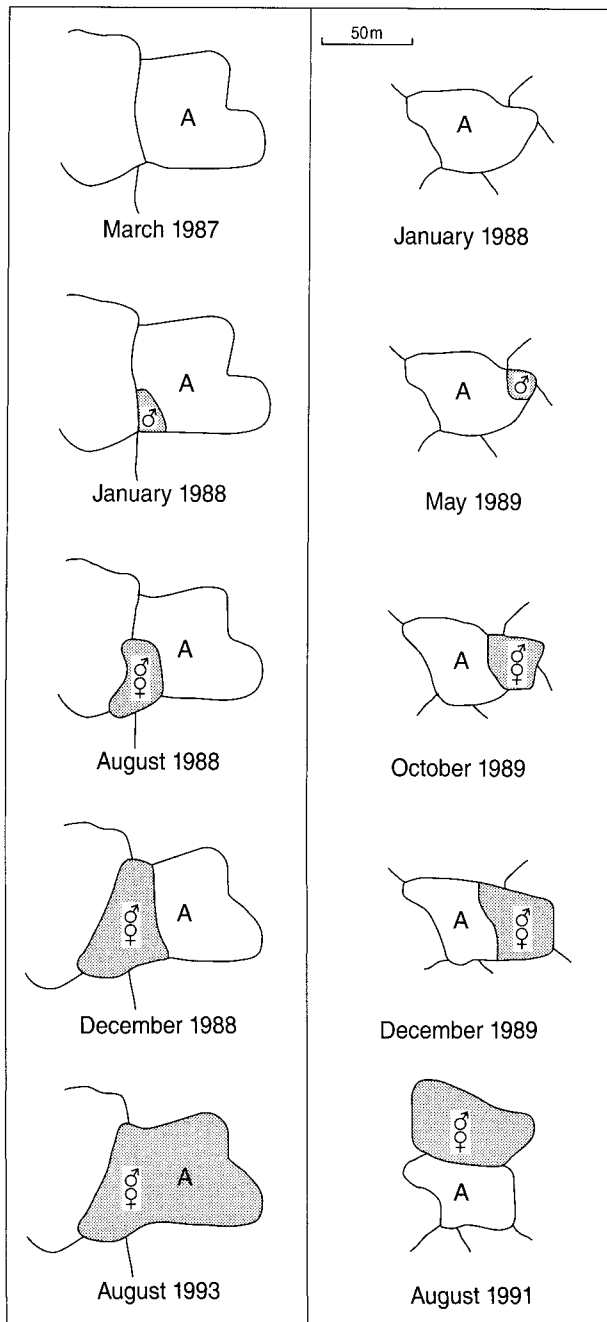 A
March 1987
♂
A
January 1988
A
♂
♀
August 1988
A
♂
♀
December 1988
♂
♀
A
August 1993
50m
A
January 1988
A
♂
May 1989
A
♂
♀
October 1989
A
♂
♀
December 1989
♂
♀
A
August 1991